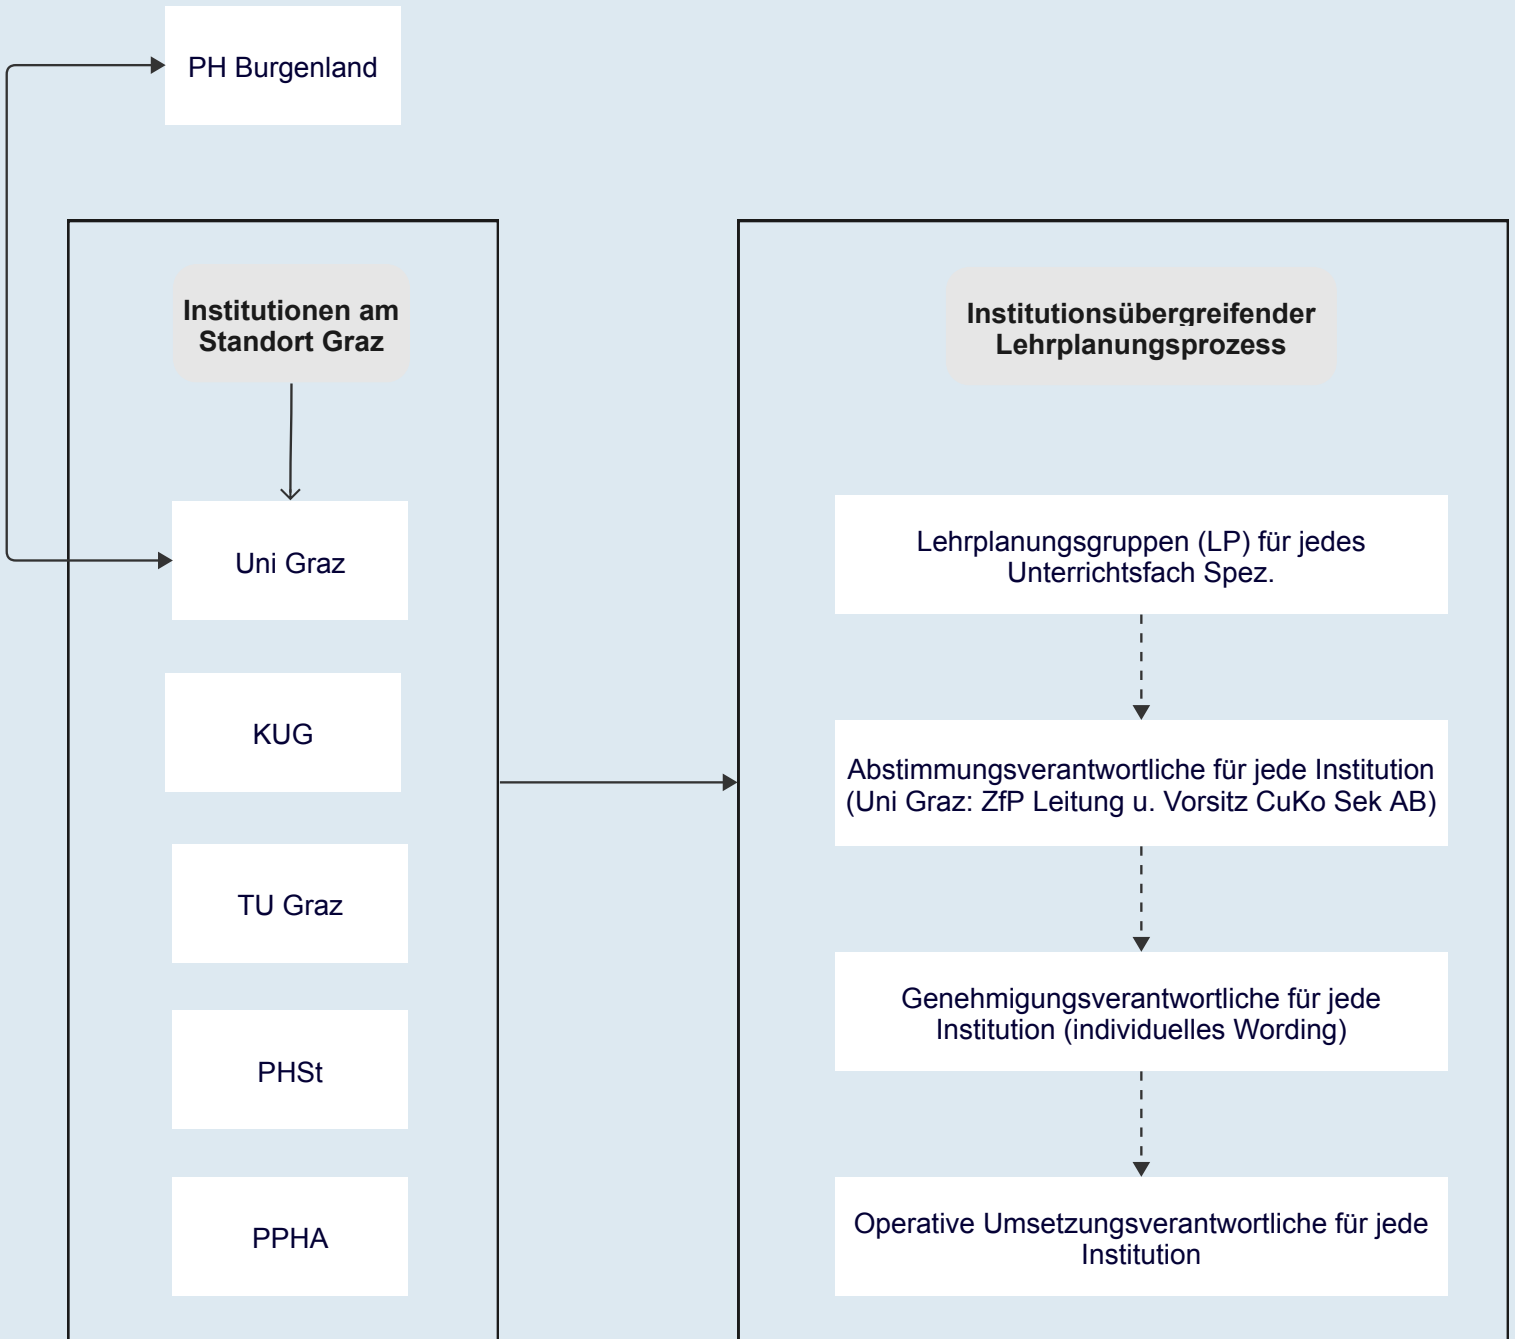 PH Burgenland
Institutionen am
Standort Graz
Uni Graz
KUG
TU Graz
PHSt
PPHA
Institutionsübergreifender
Lehrplanungsprozess
Lehrplanungsgruppen (LP) für jedes
Unterrichtsfach Spez.
Abstimmungsverantwortliche für jede Institution
(Uni Graz: ZfP Leitung u. Vorsitz CuKo Sek AB)
Genehmigungsverantwortliche für jede
Institution (individuelles Wording)
Operative Umsetzungsverantwortliche für jede
Institution